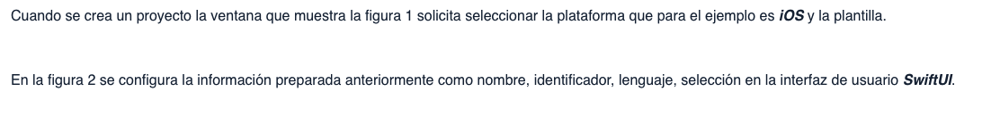 Cuando se crea un proyecto la ventana que muestra la figura 1 solicita seleccionar la plataforma que para el ejemplo es iOS y la plantilla.
En la figura 2 se configura la información preparada anteriormente como nombre, identificador, lenguaje, selección en la interfaz de usuario SwiftUI.